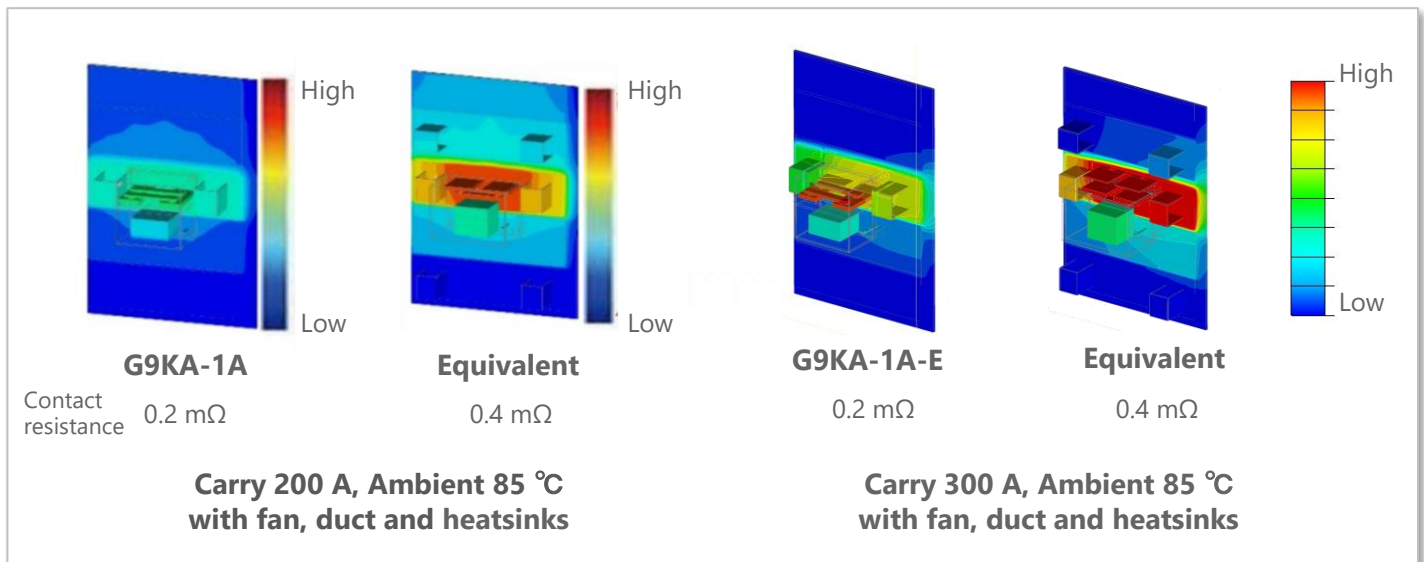 High
High
High
Low
Low
Low
G9KA-1A
Equivalent
G9KA-1A-E
Equivalent
Contact
resistance
0.2 mΩ
0.4 mΩ
0.2 mΩ
0.4 mΩ
Carry 200 A, Ambient 85 ℃
with fan, duct and heatsinks
Carry 300 A, Ambient 85 ℃
with fan, duct and heatsinks